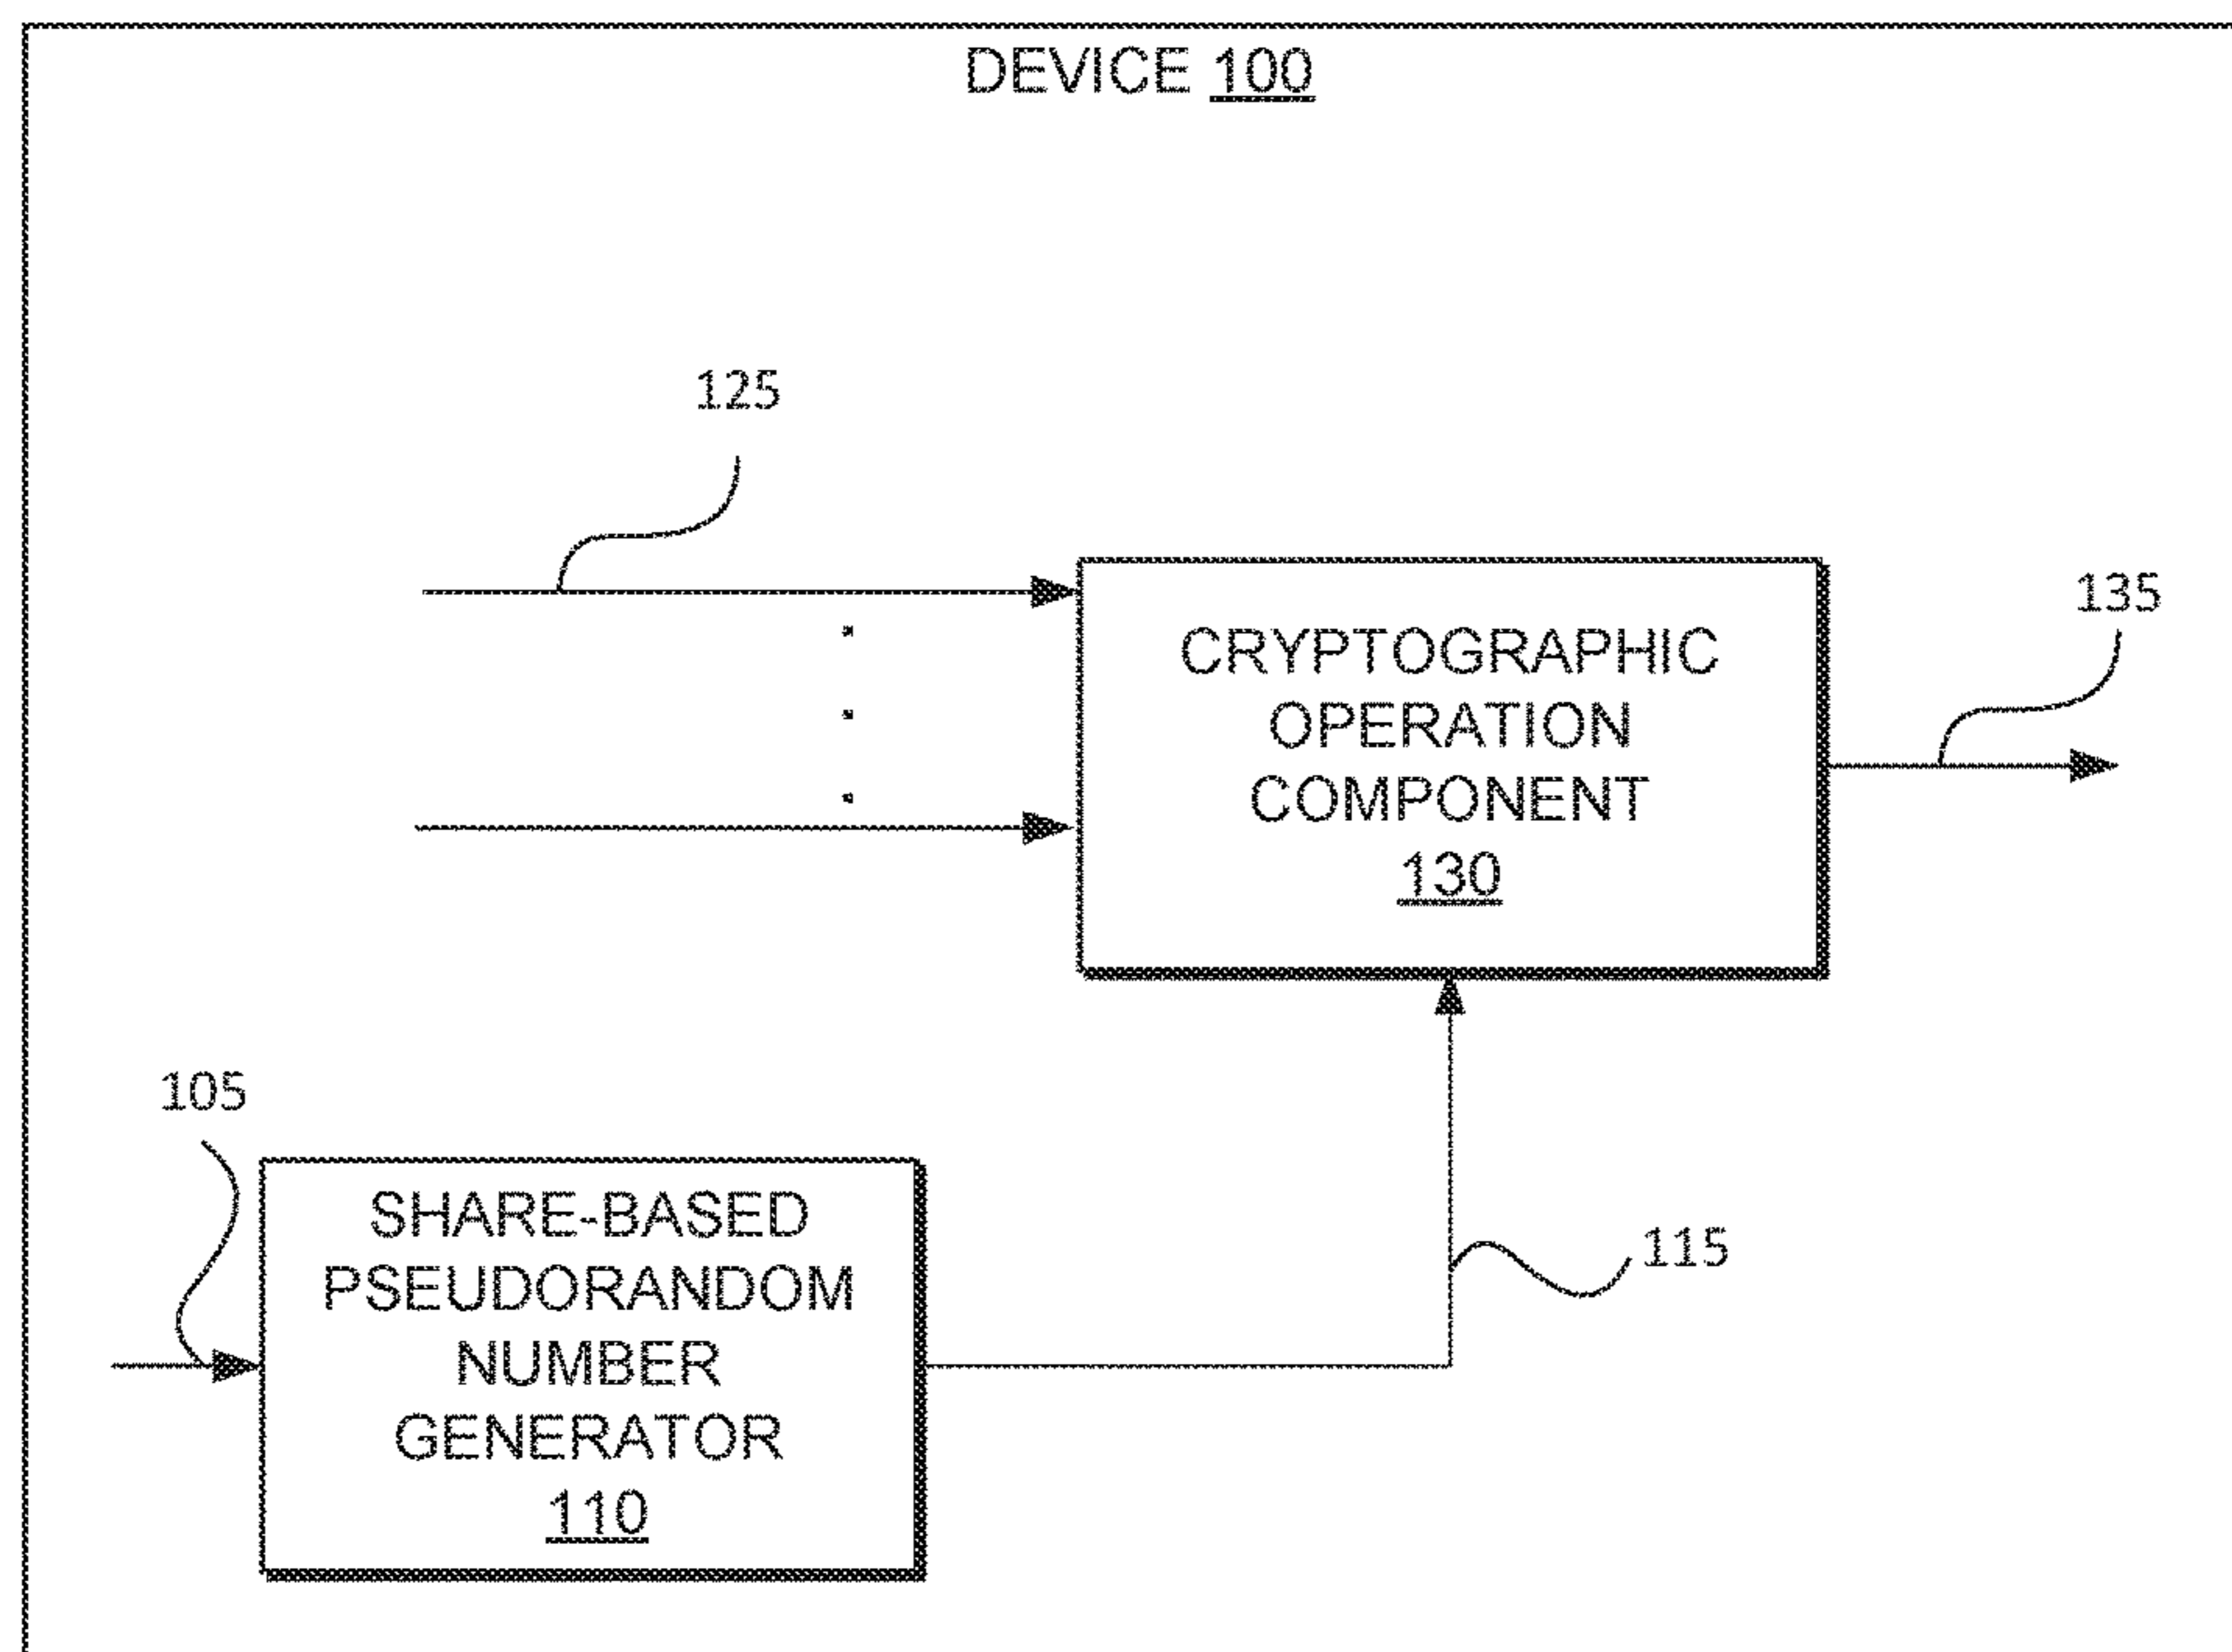 DEVICE 100
125
135
CRYPTOGRAPHIC
OPERATION
COMPONENT
130
105
115
SHARE-BASED
PSEUDORANDOM
NUMBER
GENERATOR
110